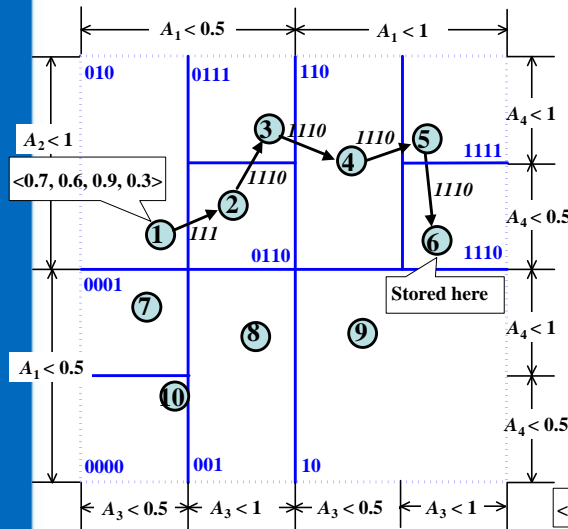 A₁ < 0.5
A₁ < 1
010
0111
110
A₄ < 1
3
1110
1110
5
A₂ < 1
4
1111
<0.7, 0.6, 0.9, 0.3>
1110
1110
2
A₄ < 0.5
1
111
6
0110
1110
0001
Stored here
7
8
9
A₄ < 1
A₁ < 0.5
10
A₄ < 0.5
0000
001
10
A₃ < 0.5
A₃ < 1
A₃ < 0.5
A₃ < 1
<